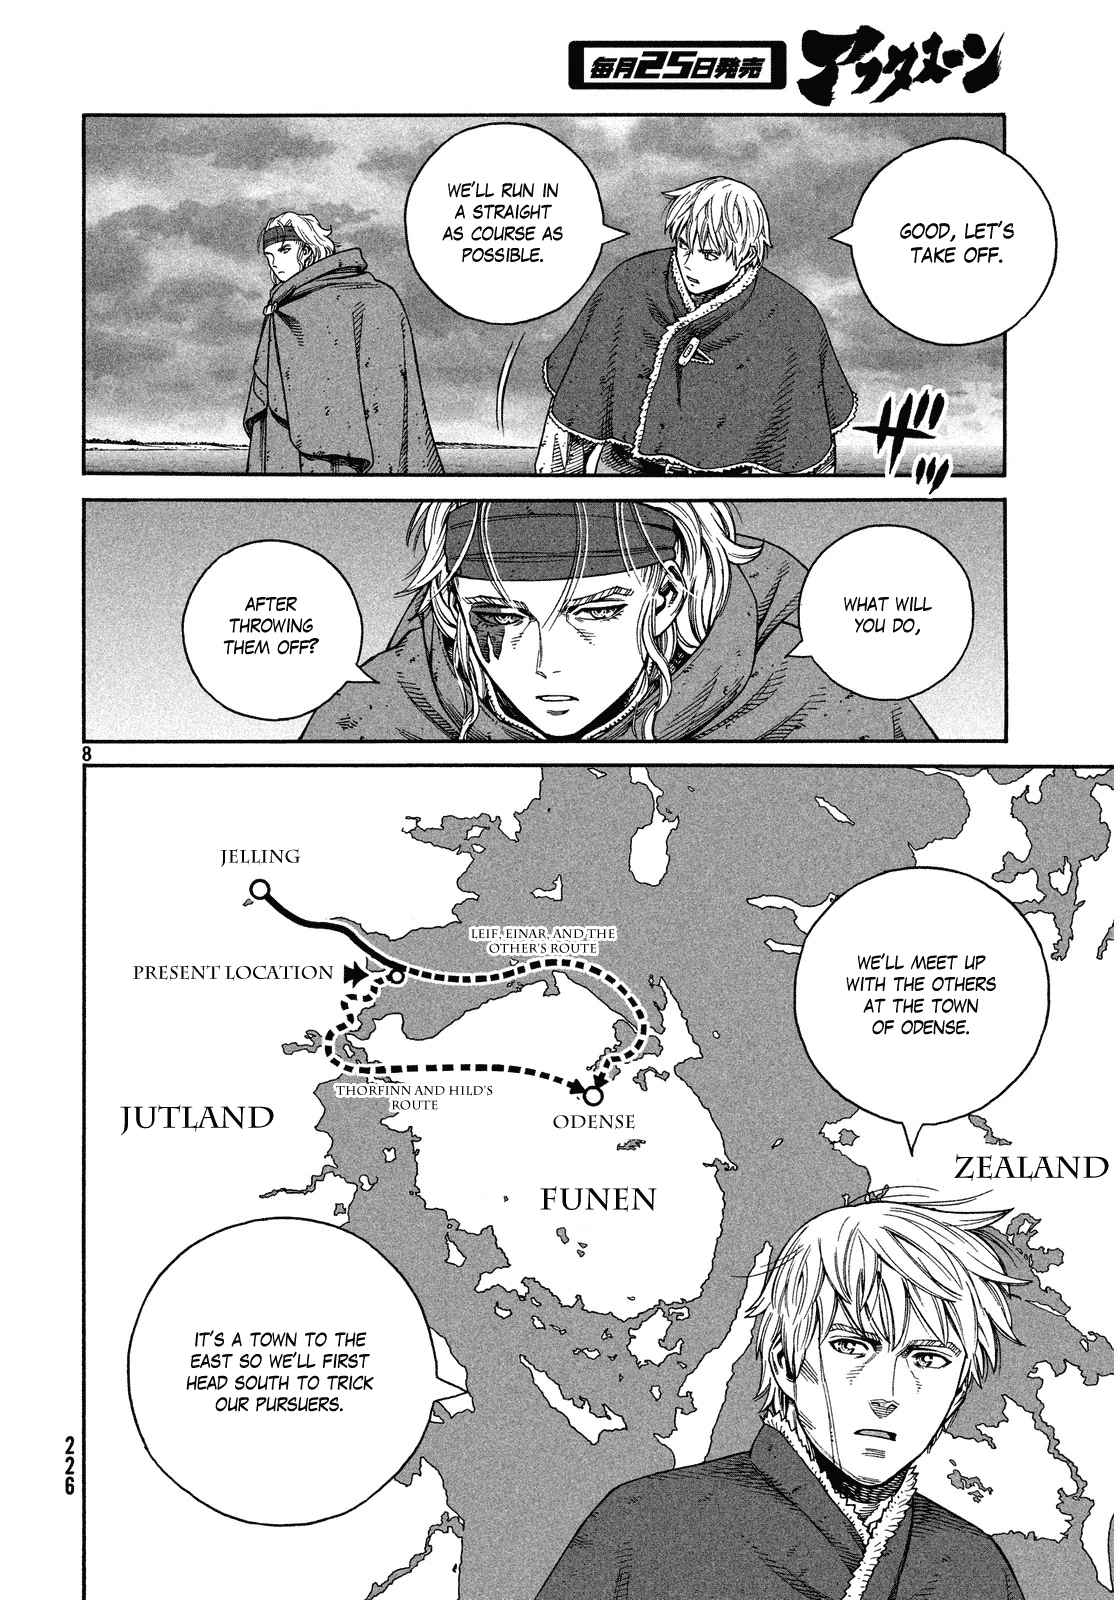 毎月25日発売
アフタヌーン
GOOD, LET'S
TAKE OFF.
WE'LL RUN IN
A STRAIGHT
AS COURSE AS
POSSIBLE.
ザッ
WHAT WILL
YOU DO,
AFTER
THROWING
THEM OFF?
8
JELLING
LEIF, EINAR, AND THE
OTHER'S ROUTE
PRESENT LOCATION
THORFINN AND HILD'S
ROUTE
JUTLAND
ODENSE
FUNEN
ZEALAND
WE'LL MEET UP
WITH THE OTHERS
AT THE TOWN
OF ODENSE.
IT'S A TOWN TO THE
EAST SO WE'LL FIRST
HEAD SOUTH TO TRICK
OUR PURSUERS.
226